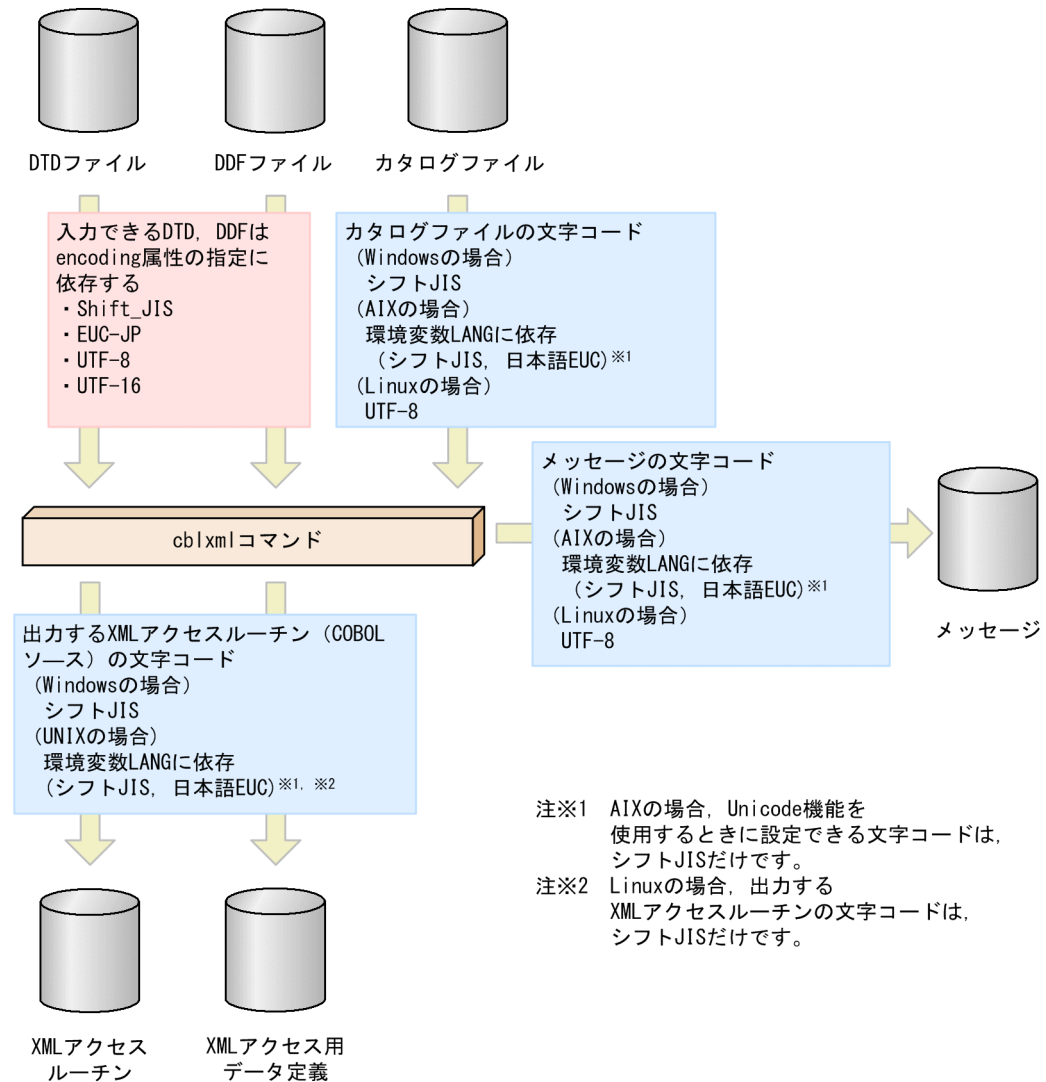 DTDファイル
DDFファイル
カタログファイル
入力できるDTD, DDFは
encoding属性の指定に
依存する
・Shift_JIS
・EUC-JP
・UTF-8
・UTF-16
カタログファイルの文字コード
(Windowsの場合)
シフトJIS
(AIXの場合)
環境変数LANGに依存
(シフトJIS, 日本語EUC)※1
(Linuxの場合)
UTF-8
メッセージの文字コード
(Windowsの場合)
シフトJIS
(AIXの場合)
環境変数LANGに依存
(シフトJIS, 日本語EUC)※1
(Linuxの場合)
UTF-8
cblxmlコマンド
メッセージ
出力するXMLアクセスルーチン（COBOL
ソ―ス）の文字コード
(Windowsの場合)
シフトJIS
(UNIXの場合)
環境変数LANGに依存
(シフトJIS, 日本語EUC)※1, ※2
注※1 AIXの場合, Unicode機能を
使用するときに設定できる文字コードは,
シフトJISだけです。
注※2 Linuxの場合, 出力する
XMLアクセスルーチンの文字コードは,
シフトJISだけです。
XMLアクセス
ルーチン
XMLアクセス用
データ定義